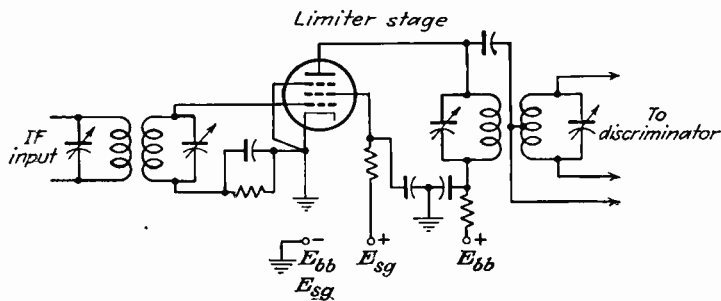 Limiter stage
IF
input
To
discriminator
− 
E_bb
E_sg
+
E_sg
+
E_bb